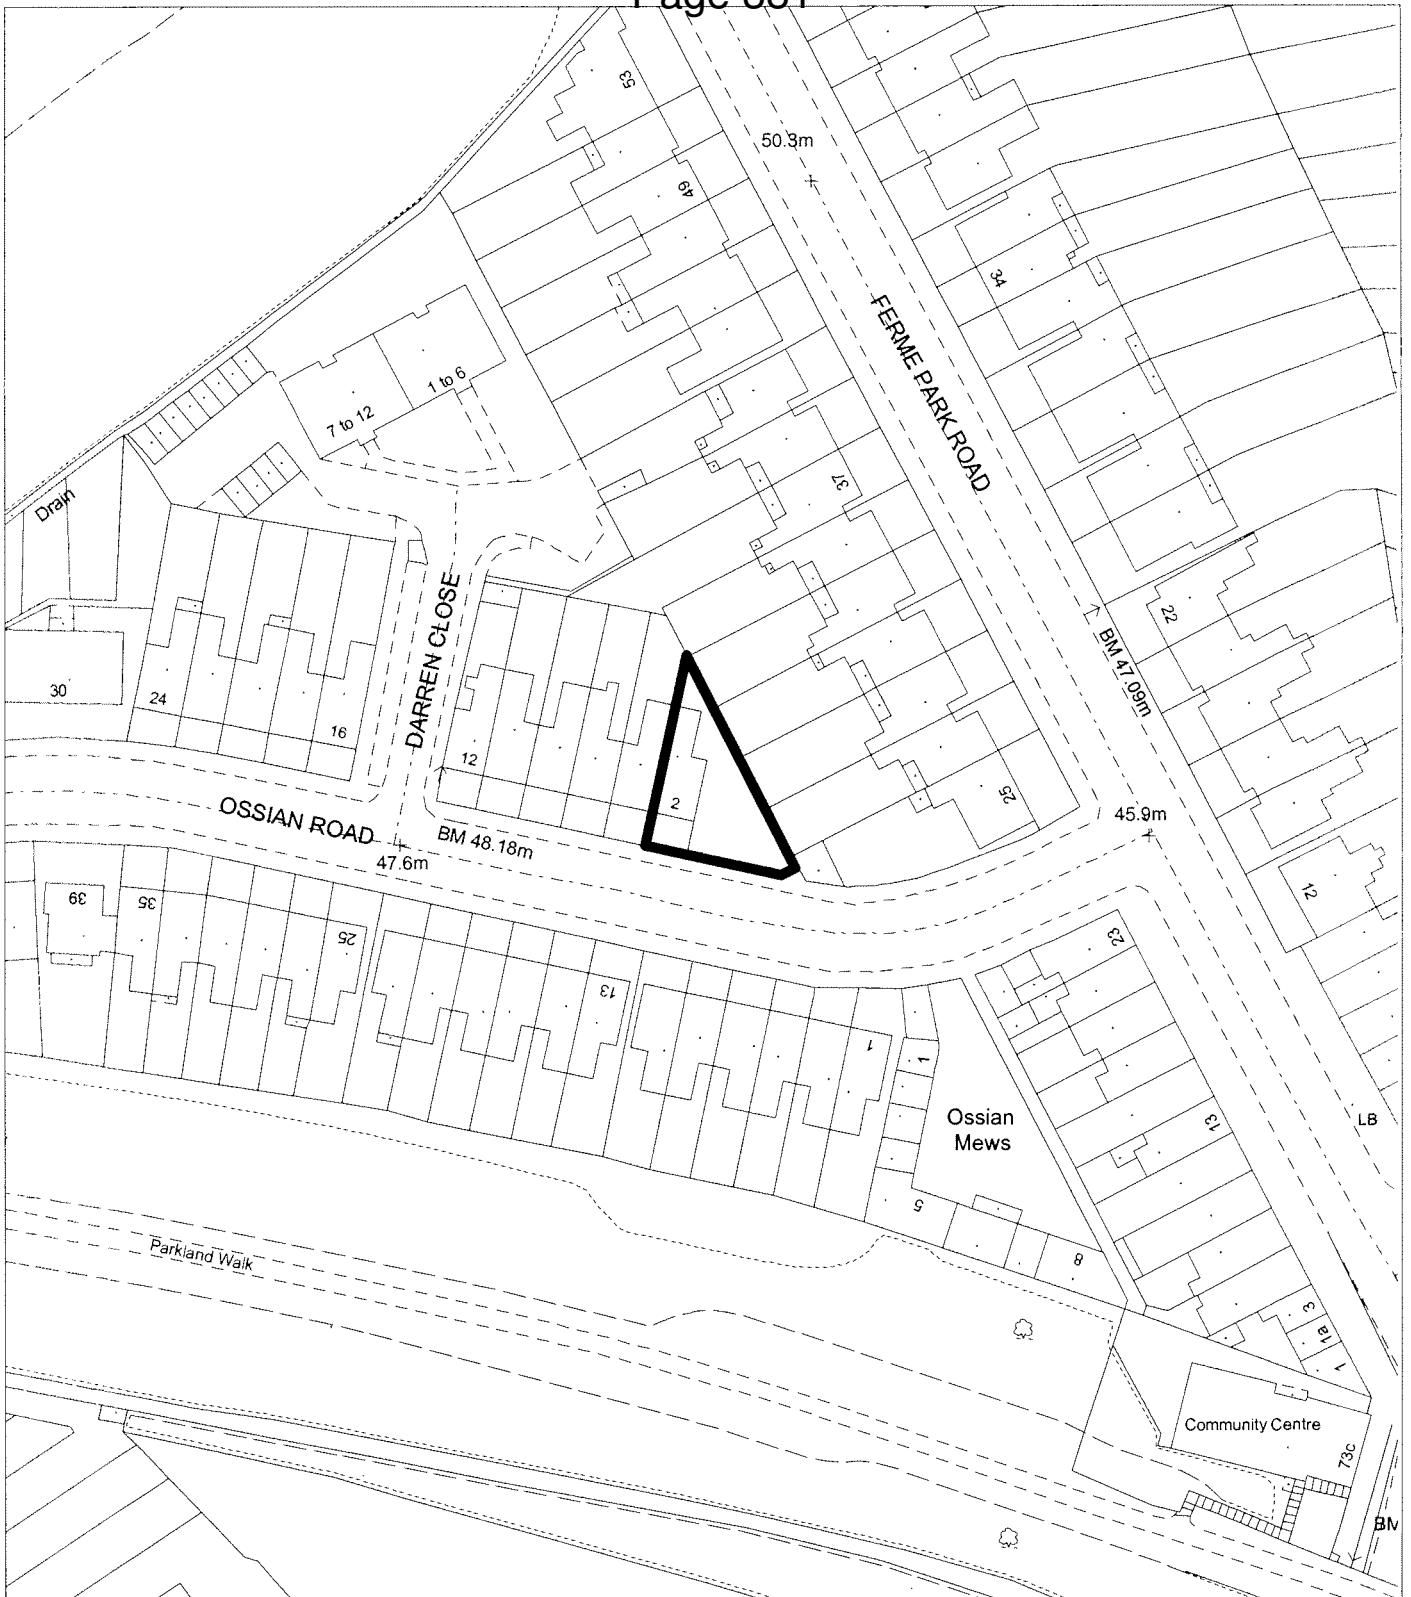 53
50.3m
49
34
FERME PARK ROAD
1 to 6
7 to 12
37
Drain
DARREN CLOSE
22
BM 47.09m
30
24
16
12
2
25
OSSIAN ROAD
BM 48.18m
47.6m
45.9m
12
39
35
25
13
1
23
1
Ossian
Mews
13
LB
5
8
Parkland Walk
3
1a
1
Community Centre
73c
BM